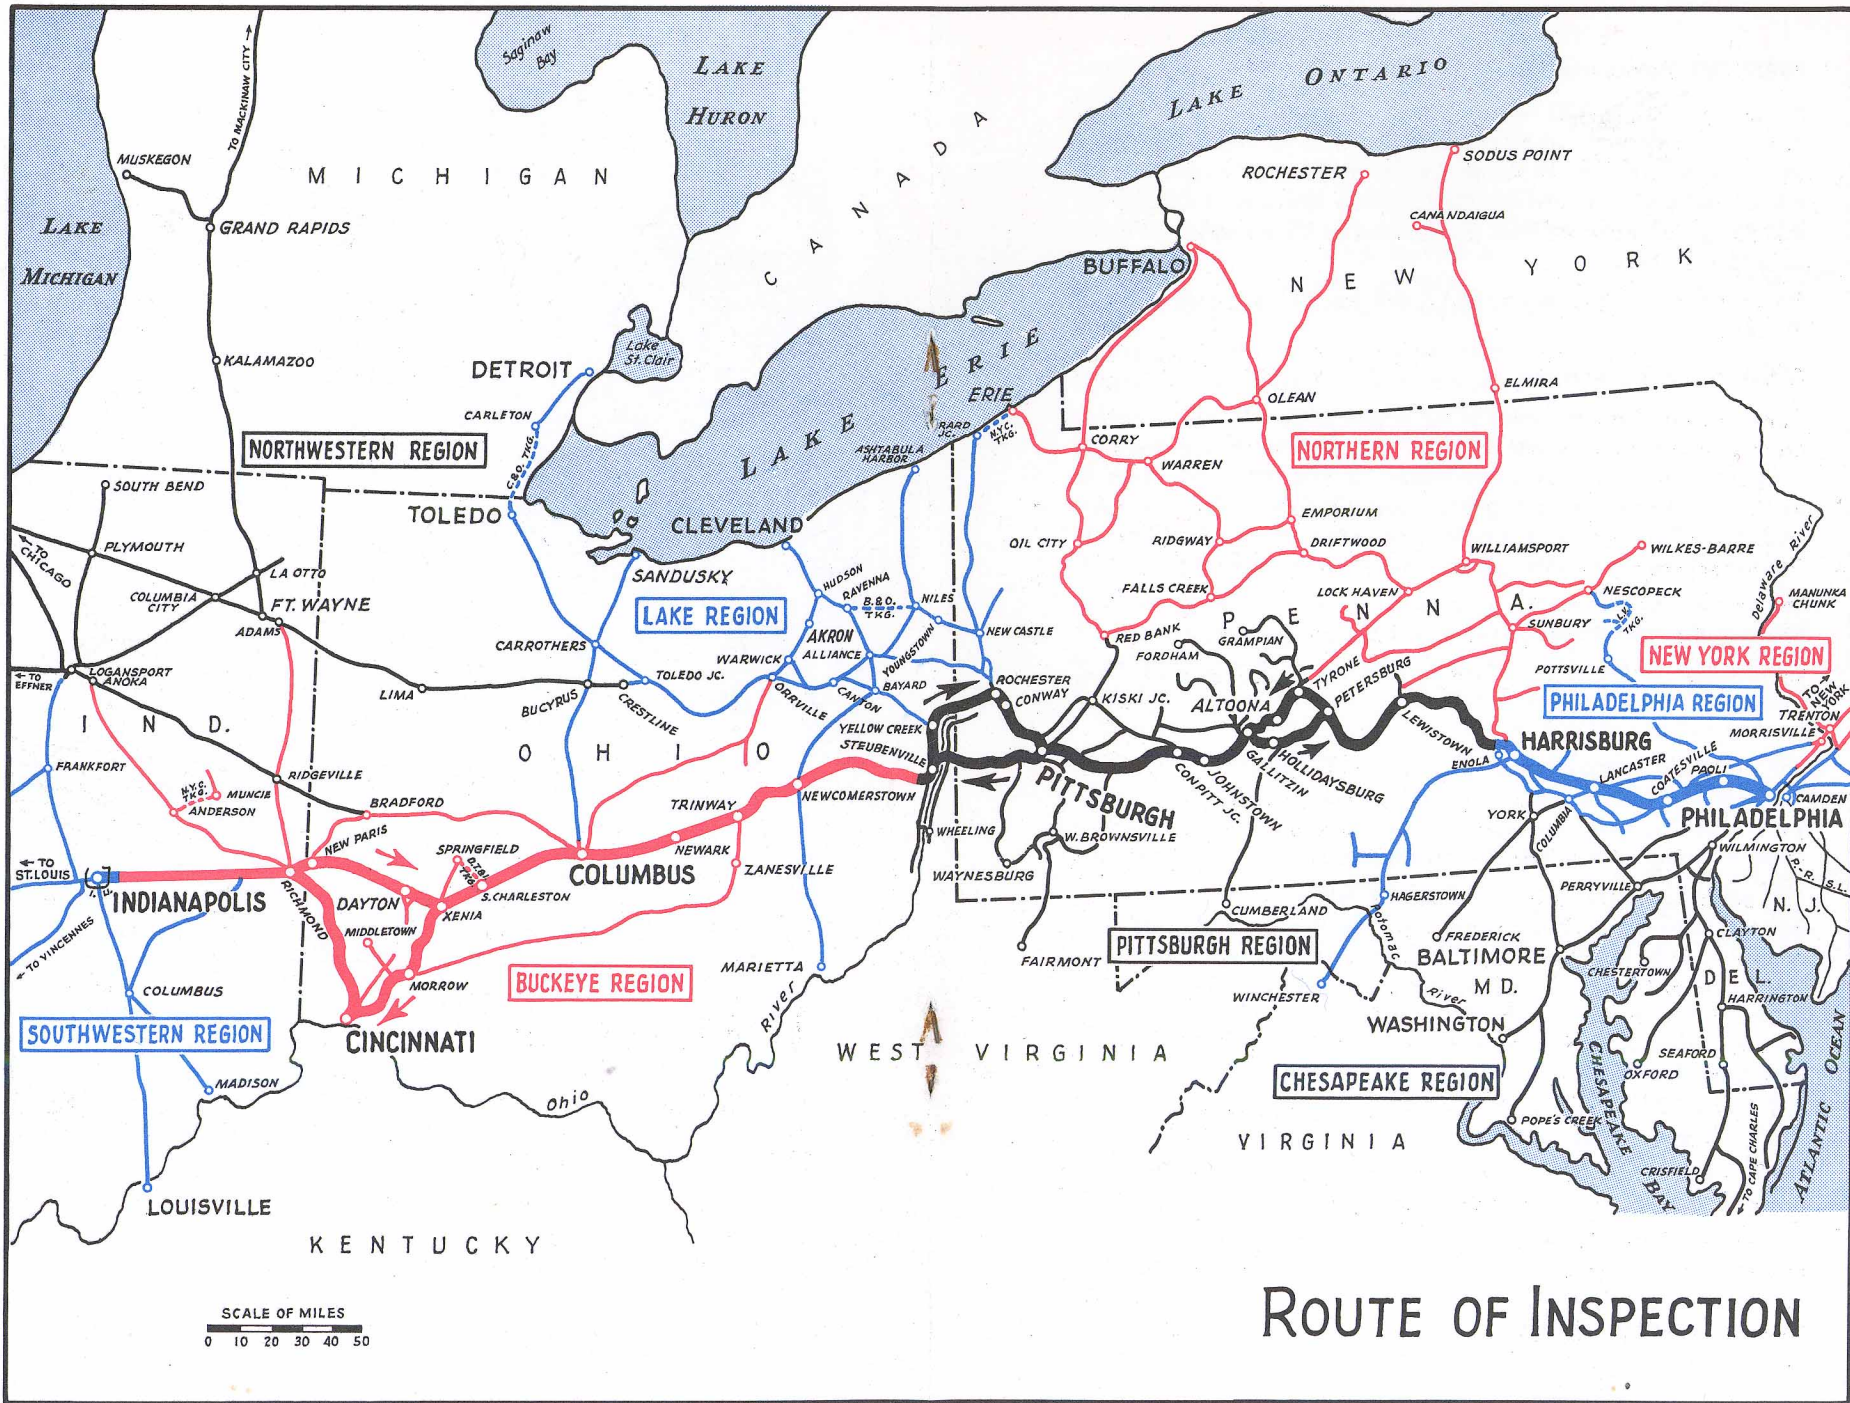 Saginaw
Bay
LAKE
HURON
LAKE ONTARIO
TO MACKINAW CITY →
MUSKEGON
MICHIGAN
CANADA
SODUS POINT
ROCHESTER
CANANDAIGUA
LAKE
MICHIGAN
GRAND RAPIDS
BUFFALO
NEW YORK
KALAMAZOO
Lake
St. Clair
DETROIT
LAKE ERIE
ERIE
ELMIRA
OLEAN
CARLETON
C.&O. TKG.
NORTHWESTERN REGION
RARD
JC.
N.Y.C.
TKG.
ASHTABULA
HARBOR
CORRY
NORTHERN REGION
WARREN
SOUTH BEND
TOLEDO
CLEVELAND
EMPORIUM
← TO
CHICAGO
PLYMOUTH
OIL CITY
RIDGWAY
DRIFTWOOD
WILLIAMSPORT
WILKES-BARRE
Delaware River
LA OTTO
SANDUSKY
HUDSON
RAVENNA
B.&O.
TKG.
NILES
COLUMBIA
CITY
FT. WAYNE
ADAMS
LAKE REGION
FALLS CREEK
LOCK HAVEN
NESCOPECK
L.V.
TKG.
MANUNKA
CHUNK
PENNA.
SUNBURY
AKRON
YOUNGSTOWN
NEW CASTLE
RED BANK
FORDHAM
GRAMPIAN
CARROTHERS
ALLIANCE
WARWICK
NEW YORK REGION
LOGANSPORT
ANOKA
← TO
EFFNER
TYRONE
PETERSBURG
POTTSVILLE
LIMA
TOLEDO JC.
BUCYRUS
CRESTLINE
ORRVILLE
CANTON
BAYARD
ROCHESTER
CONWAY
KISKI JC.
ALTOONA
LEWISTOWN
PHILADELPHIA REGION
TO →
NEW
YORK
TRENTON
MORRISVILLE
IND.
OHIO
YELLOW CREEK
STEUBENVILLE
HARRISBURG
ENOLA
FRANKFORT
RIDGEVILLE
PITTSBURGH
CONPITT JC.
JOHNSTOWN
GALLITZIN
HOLLIDAYSBURG
LANCASTER
COATESVILLE
PAOLI
N.Y.C.
TKG.
MUNCIE
ANDERSON
BRADFORD
TRINWAY
NEWCOMERSTOWN
CAMDEN
PHILADELPHIA
YORK
COLUMBIA
NEW PARIS
SPRINGFIELD
D.T.&I.
TKG.
NEWARK
WHEELING
W. BROWNSVILLE
WILMINGTON
← TO
ST. LOUIS
I.U.
INDIANAPOLIS
RICHMOND
DAYTON
COLUMBUS
ZANESVILLE
WAYNESBURG
PERRYVILLE
P.-R. S.L.
S. CHARLESTON
XENIA
HAGERSTOWN
CUMBERLAND
N. J.
← TO VINCENNES
MIDDLETOWN
PITTSBURGH REGION
Potomac
River
FREDERICK
BALTIMORE
CLAYTON
FAIRMONT
MARIETTA
CHESTERTOWN
BUCKEYE REGION
MORROW
COLUMBUS
WINCHESTER
MD.
DEL.
HARRINGTON
SOUTHWESTERN REGION
CINCINNATI
River
WASHINGTON
WEST VIRGINIA
SEAFORD
OXFORD
CHESAPEAKE REGION
MADISON
Ohio
CHESAPEAKE
BAY
ATLANTIC
OCEAN
POPE'S CREEK
VIRGINIA
CRISFIELD
← TO CAPE CHARLES
LOUISVILLE
KENTUCKY
SCALE OF MILES
0 10 20 30 40 50
ROUTE OF INSPECTION